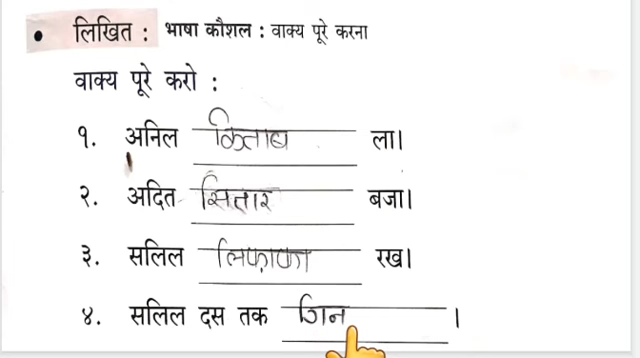 • लिखित : भाषा कौशल : वाक्य पूरे करना
वाक्य पूरे करो :
१. अनिल किताब ला।
२. अदित सितार बजा।
३. सलिल लिफ़ाफ़ा रख।
४. सलिल दस तक गिन।